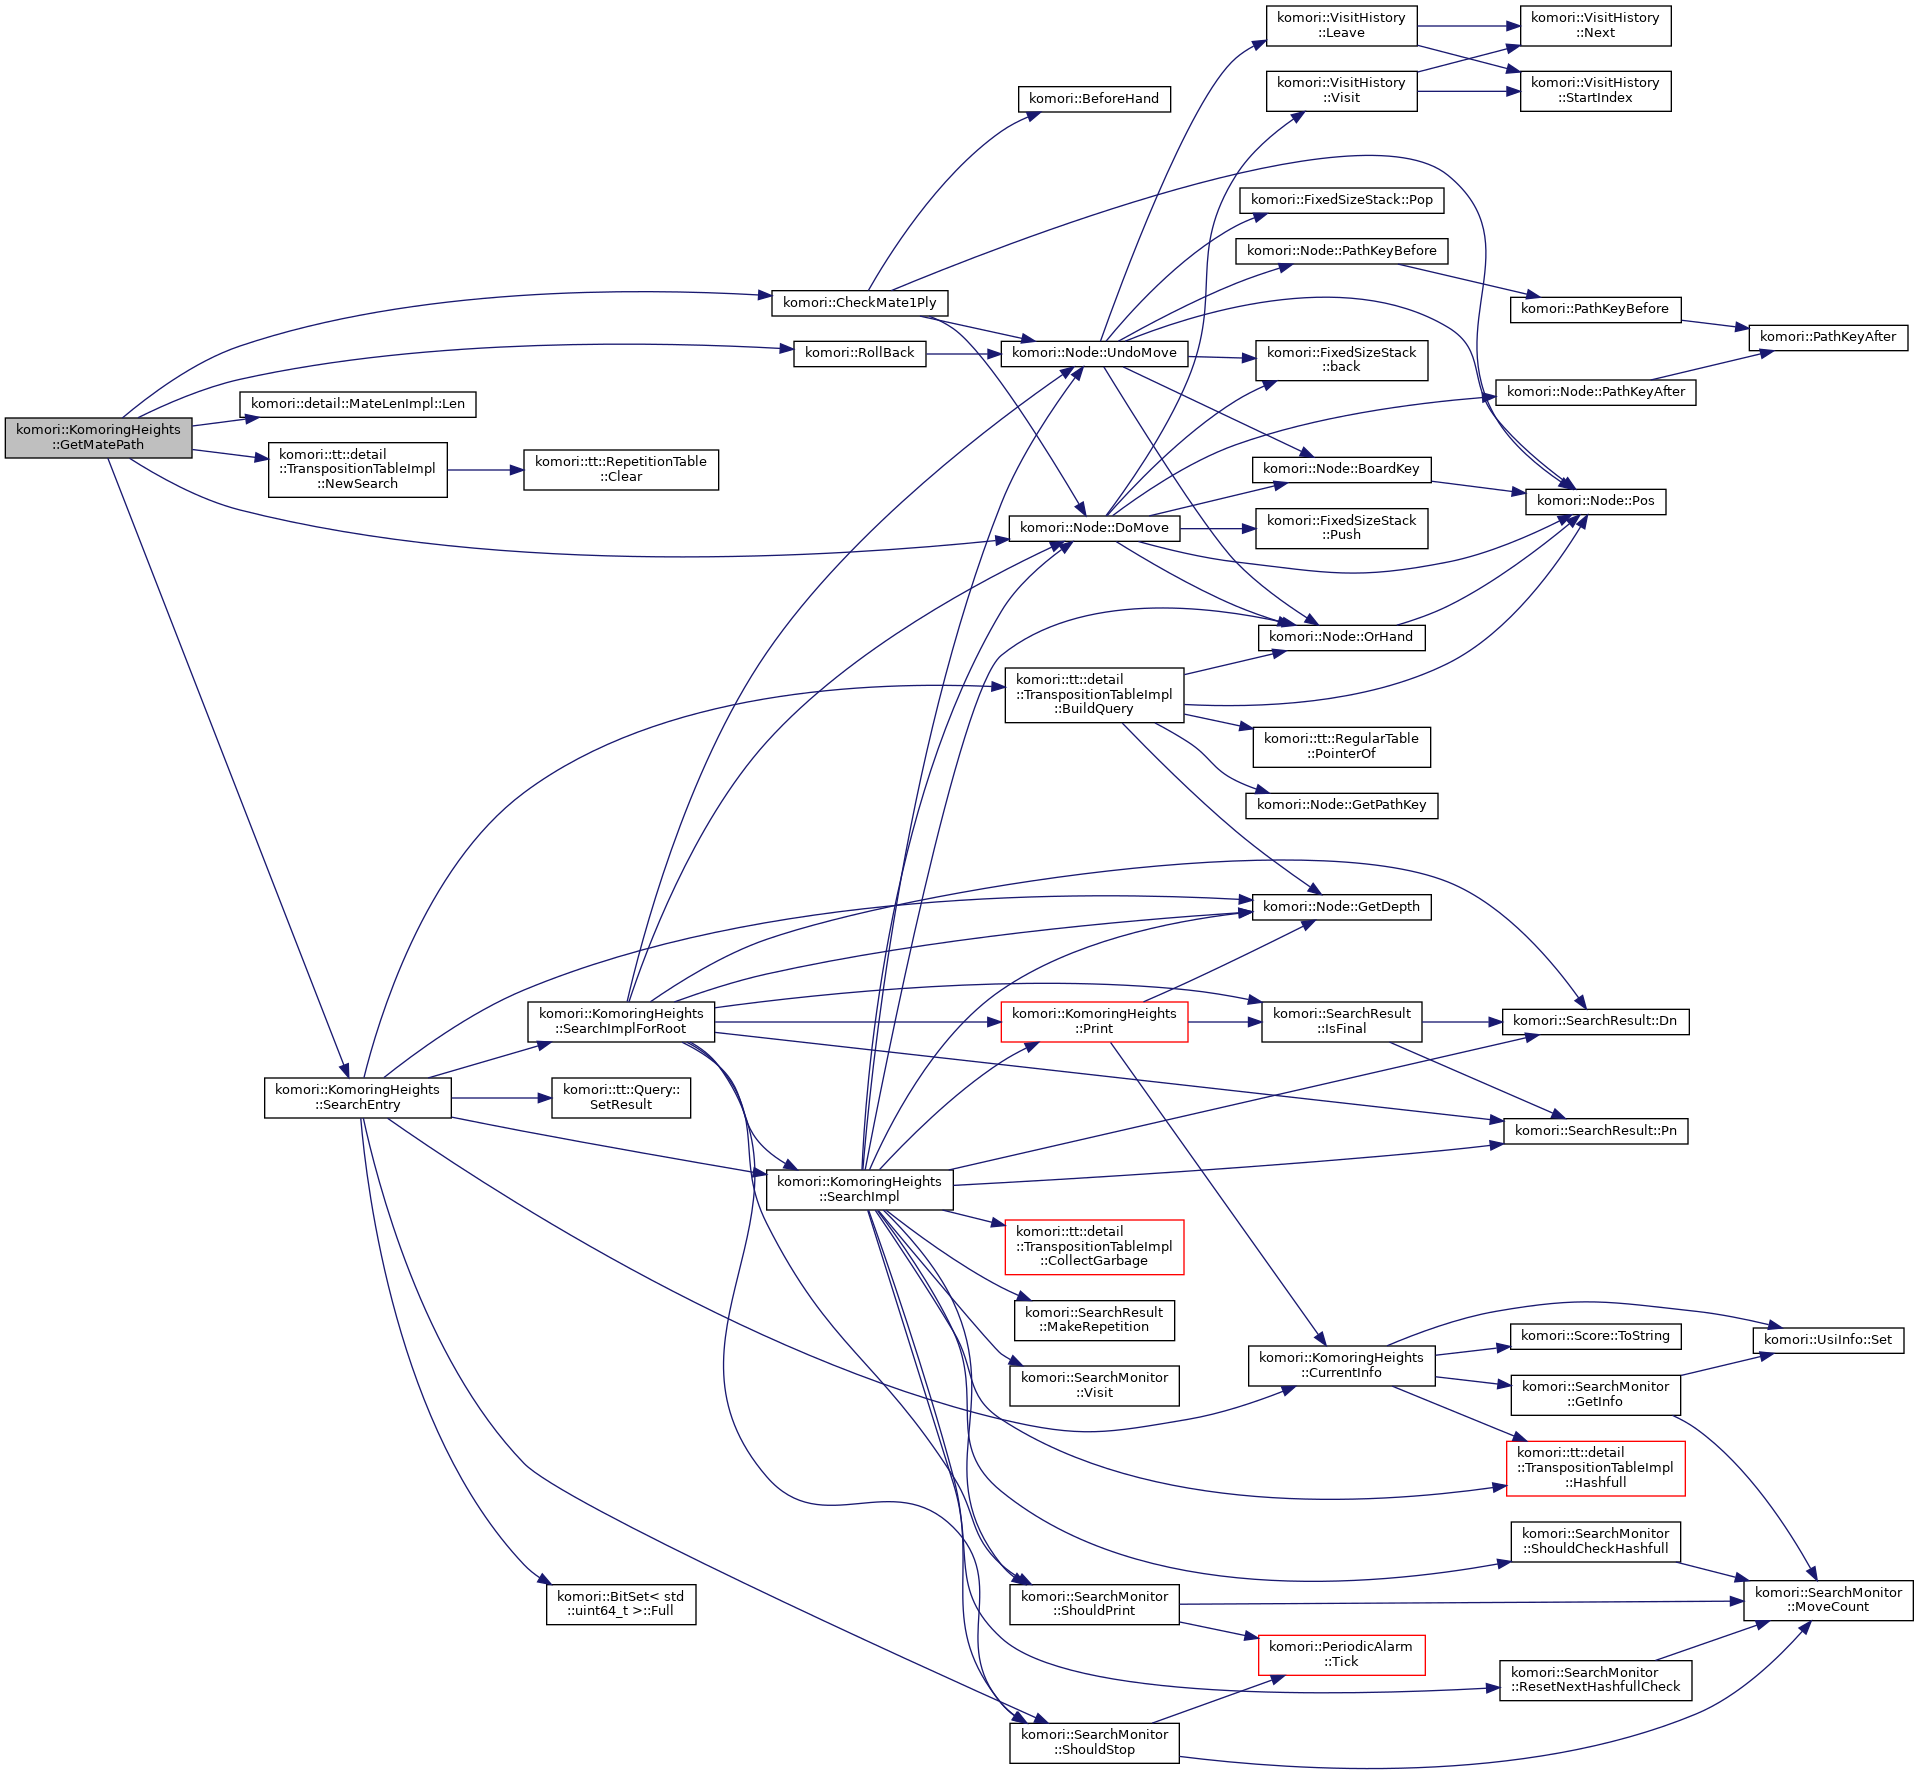 komori::KomoringHeights
::GetMatePath
komori::CheckMate1Ply
komori::RollBack
komori::detail::MateLenImpl::Len
komori::tt::detail
::TranspositionTableImpl
::NewSearch
komori::tt::RepetitionTable
::Clear
komori::KomoringHeights
::SearchEntry
komori::KomoringHeights
::SearchImplForRoot
komori::tt::Query::
SetResult
komori::BitSet< std
::uint64_t >::Full
komori::KomoringHeights
::SearchImpl
komori::BeforeHand
komori::Node::UndoMove
komori::Node::DoMove
komori::tt::detail
::TranspositionTableImpl
::BuildQuery
komori::KomoringHeights
::Print
komori::tt::detail
::TranspositionTableImpl
::CollectGarbage
komori::SearchResult
::MakeRepetition
komori::SearchMonitor
::Visit
komori::SearchMonitor
::ShouldPrint
komori::SearchMonitor
::ShouldStop
komori::VisitHistory
::Leave
komori::VisitHistory
::Visit
komori::FixedSizeStack::Pop
komori::Node::PathKeyBefore
komori::FixedSizeStack
::back
komori::Node::BoardKey
komori::FixedSizeStack
::Push
komori::Node::OrHand
komori::tt::RegularTable
::PointerOf
komori::Node::GetPathKey
komori::Node::GetDepth
komori::SearchResult
::IsFinal
komori::KomoringHeights
::CurrentInfo
komori::PeriodicAlarm
::Tick
komori::VisitHistory
::Next
komori::VisitHistory
::StartIndex
komori::PathKeyBefore
komori::Node::PathKeyAfter
komori::Node::Pos
komori::SearchResult::Dn
komori::SearchResult::Pn
komori::Score::ToString
komori::SearchMonitor
::GetInfo
komori::tt::detail
::TranspositionTableImpl
::Hashfull
komori::SearchMonitor
::ShouldCheckHashfull
komori::SearchMonitor
::ResetNextHashfullCheck
komori::PathKeyAfter
komori::UsiInfo::Set
komori::SearchMonitor
::MoveCount